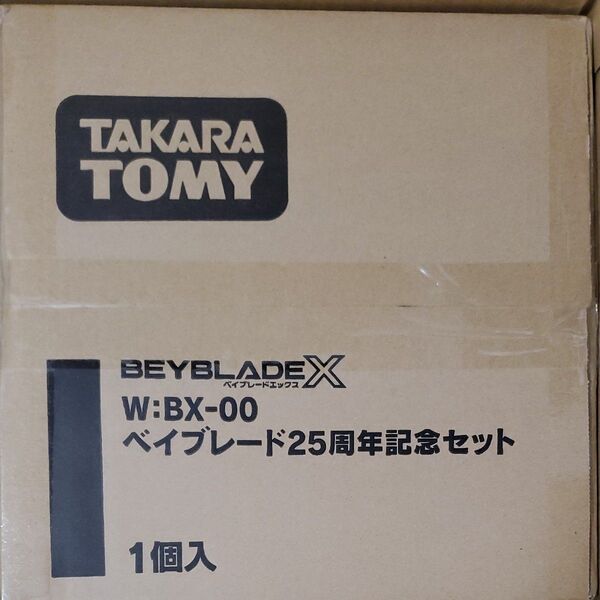 TAKARA
TOMY
BEYBLADE X
ベイブレードエックス
W:BX-00
ベイブレード25周年記念セット
1個入